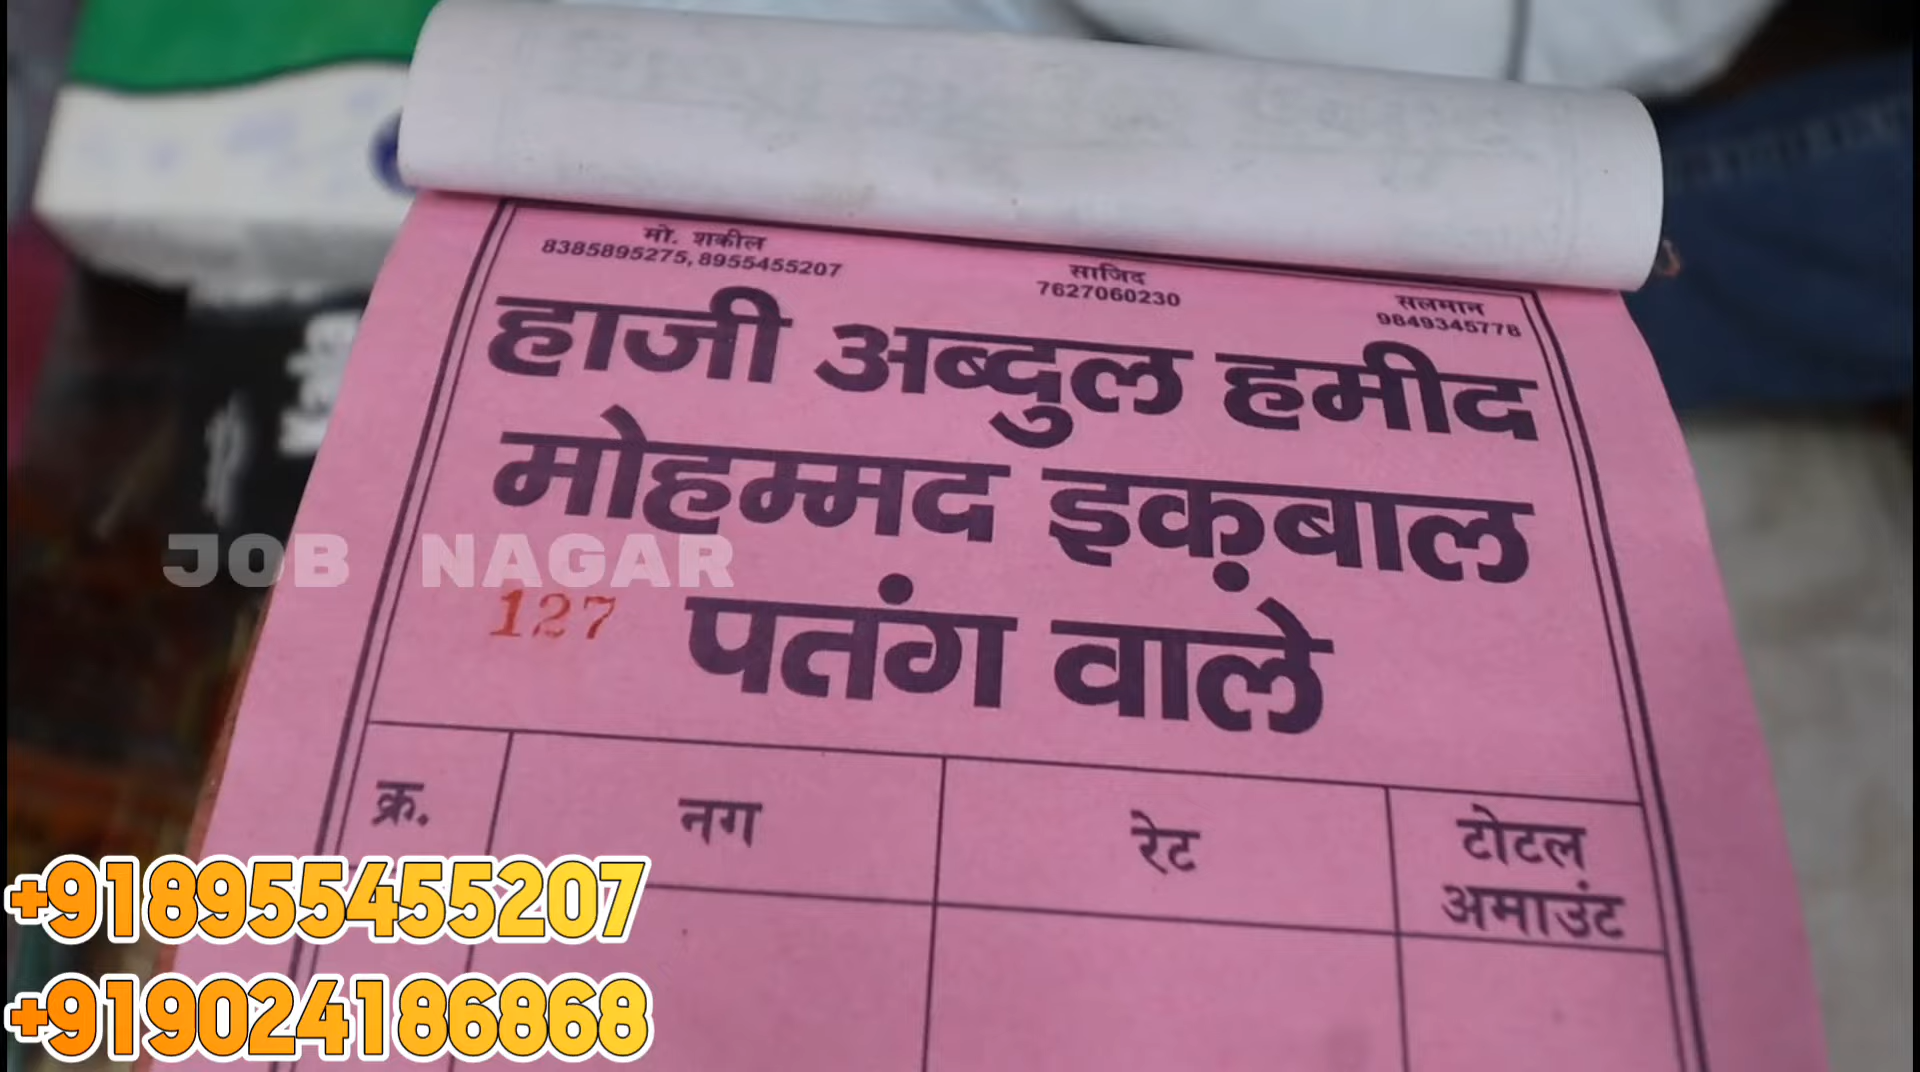 मो. शकील
8385895275, 8955455207
साजिद
7627060230
सलमान
9849345778
हाजी अब्दुल हमीद
मोहम्मद इक़बाल
JOB NAGAR
127
पतंग वाले
क्र. नग रेट टोटल अमाउंट
+918955455207
+919024186868